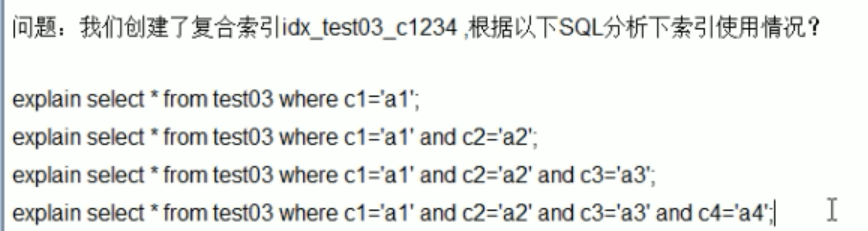 问题：我们创建了复合索引idx_test03_c1234 ,根据以下SQL分析下索引使用情况？
explain select * from test03 where c1='a1';
explain select * from test03 where c1='a1' and c2='a2';
explain select * from test03 where c1='a1' and c2='a2' and c3='a3';
explain select * from test03 where c1='a1' and c2='a2' and c3='a3' and c4='a4';